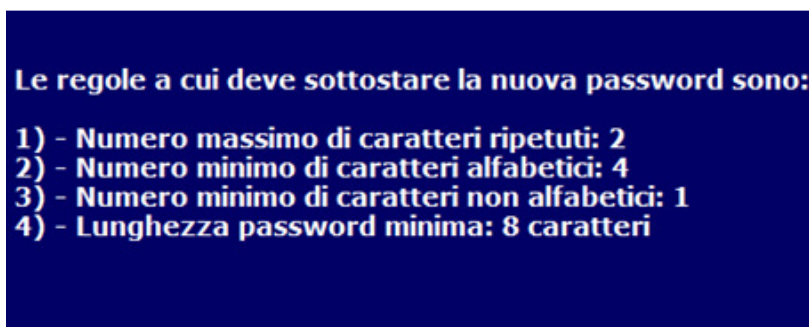 Le regole a cui deve sottostare la nuova password sono:
1) - Numero massimo di caratteri ripetuti: 2
2) - Numero minimo di caratteri alfabetici: 4
3) - Numero minimo di caratteri non alfabetici: 1
4) - Lunghezza password minima: 8 caratteri